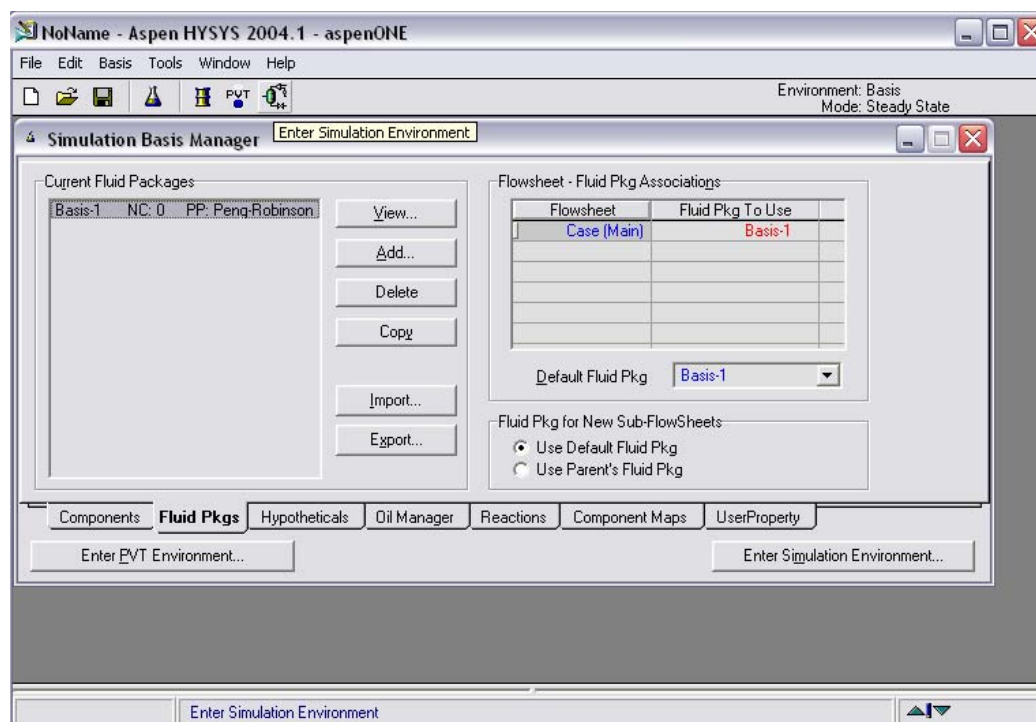 NoName - Aspen HYSYS 2004.1 - aspenONE
File Edit Basis Tools Window Help
PVT
Environment: Basis
Mode: Steady State
Enter Simulation Environment
Simulation Basis Manager
Current Fluid Packages
Basis-1 NC: 0 PP: Peng-Robinson
View...
Add...
Delete
Copy
Import...
Export...
Flowsheet - Fluid Pkg Associations
Flowsheet Fluid Pkg To Use
Case (Main) Basis-1
Default Fluid Pkg Basis-1
Fluid Pkg for New Sub-FlowSheets
Use Default Fluid Pkg
Use Parent's Fluid Pkg
Components Fluid Pkgs Hypotheticals Oil Manager Reactions Component Maps UserProperty
Enter PVT Environment... Enter Simulation Environment...
Enter Simulation Environment